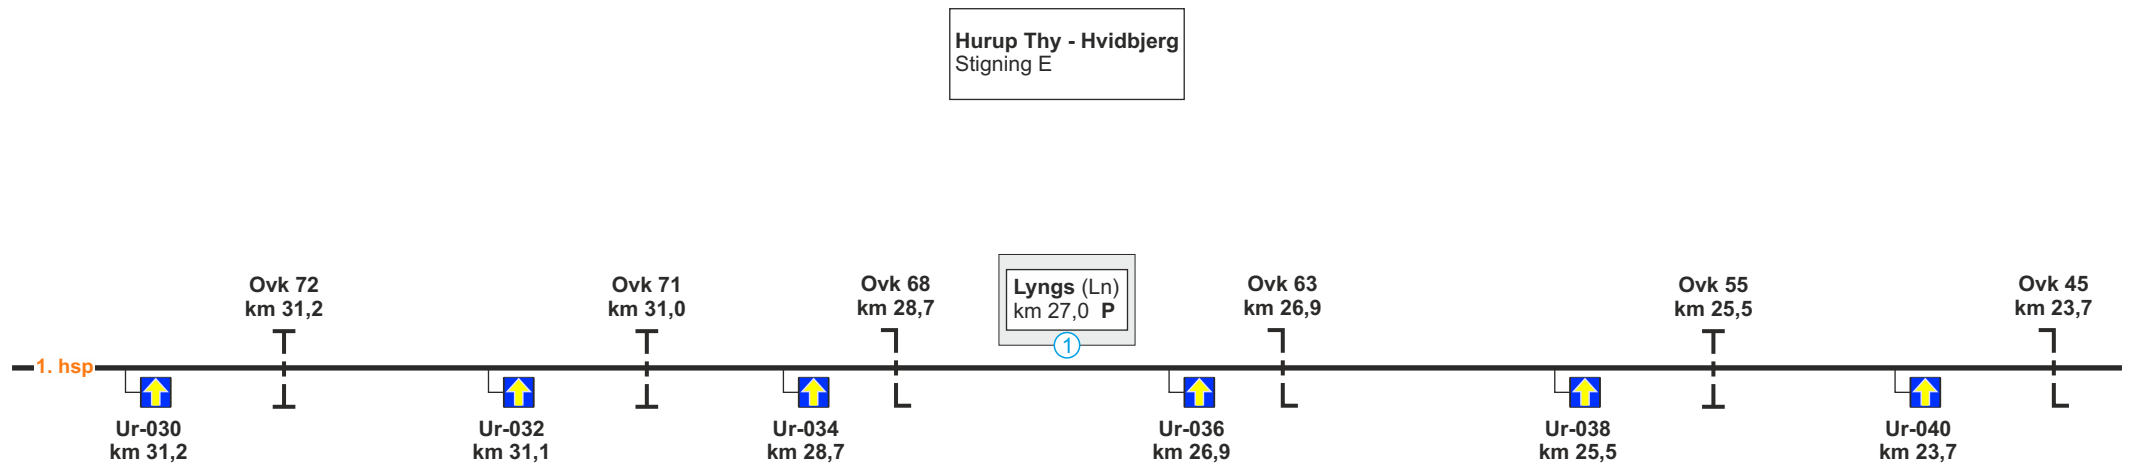 Hurup Thy - Hvidbjerg
Stigning E
Ovk 72
km 31,2
Ovk 71
km 31,0
Ovk 68
km 28,7
Lyngs (Ln)
km 27,0 P
1
Ovk 63
km 26,9
Ovk 55
km 25,5
Ovk 45
km 23,7
1. hsp
Ur-030
km 31,2
Ur-032
km 31,1
Ur-034
km 28,7
Ur-036
km 26,9
Ur-038
km 25,5
Ur-040
km 23,7